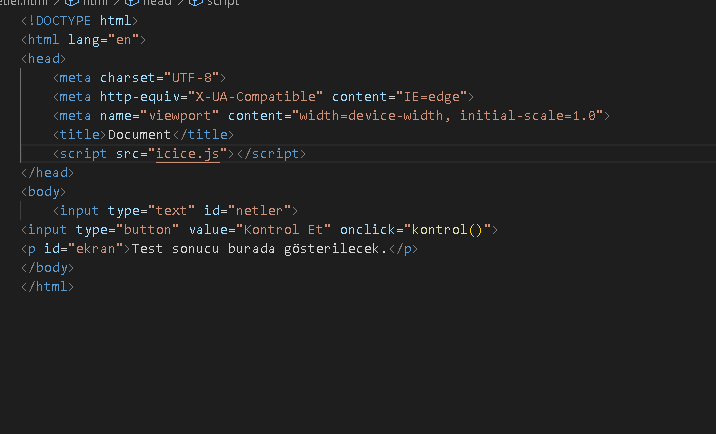 html > head > script
<!DOCTYPE html>
<html lang="en">
<head>
    <meta charset="UTF-8">
    <meta http-equiv="X-UA-Compatible" content="IE=edge">
    <meta name="viewport" content="width=device-width, initial-scale=1.0">
    <title>Document</title>
    <script src="icice.js"></script>
</head>
<body>
    <input type="text" id="netler">
<input type="button" value="Kontrol Et" onclick="kontrol()">
<p id="ekran">Test sonucu burada gösterilecek.</p>
</body>
</html>